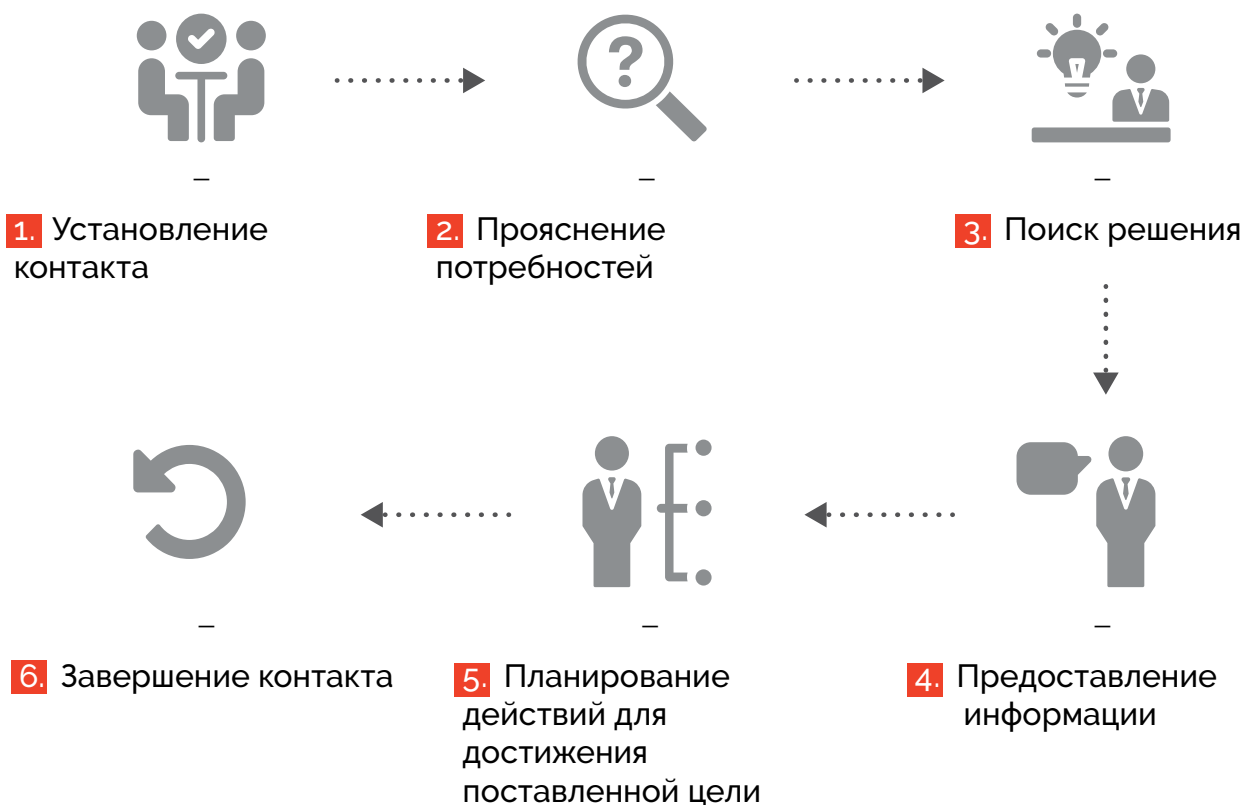 ?
1. Установление
контакта
2. Прояснение
потребностей
3. Поиск решения
6. Завершение контакта
5. Планирование
действий для
достижения
поставленной цели
4. Предоставление
информации